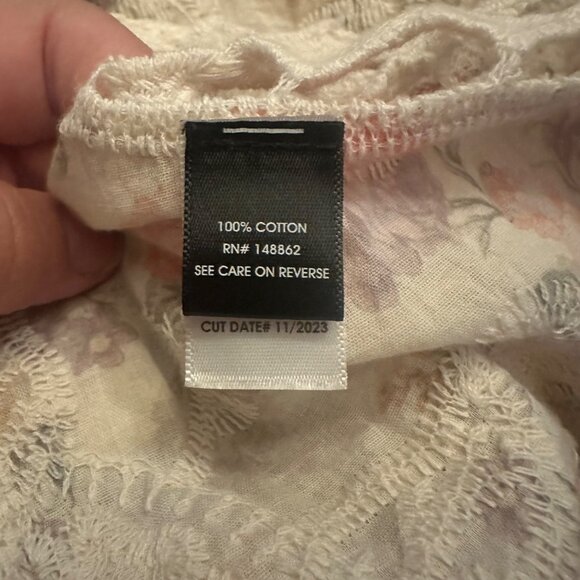 100% COTTON
RN# 148862
SEE CARE ON REVERSE
CUT DATE# 11/2023